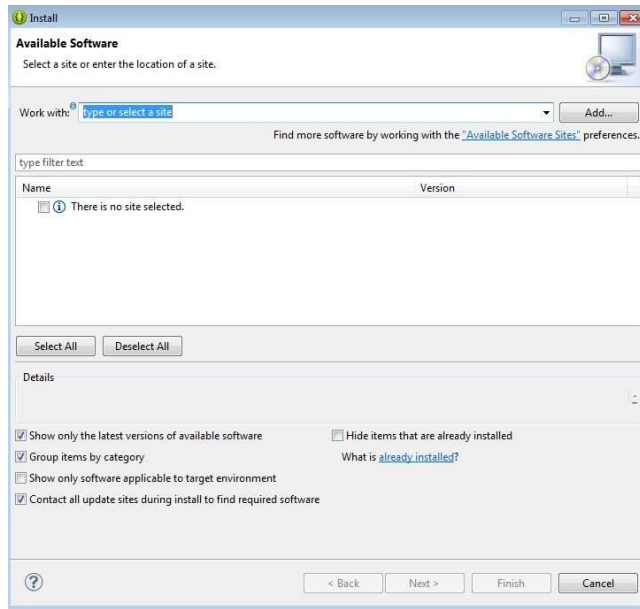 Install
Available Software
Select a site or enter the location of a site.
Work with: type or select a site Add...
Find more software by working with the "Available Software Sites" preferences.
type filter text
Name Version
There is no site selected.
Select All Deselect All
Details
Show only the latest versions of available software Hide items that are already installed
Group items by category What is already installed?
Show only software applicable to target environment
Contact all update sites during install to find required software
< Back Next > Finish Cancel